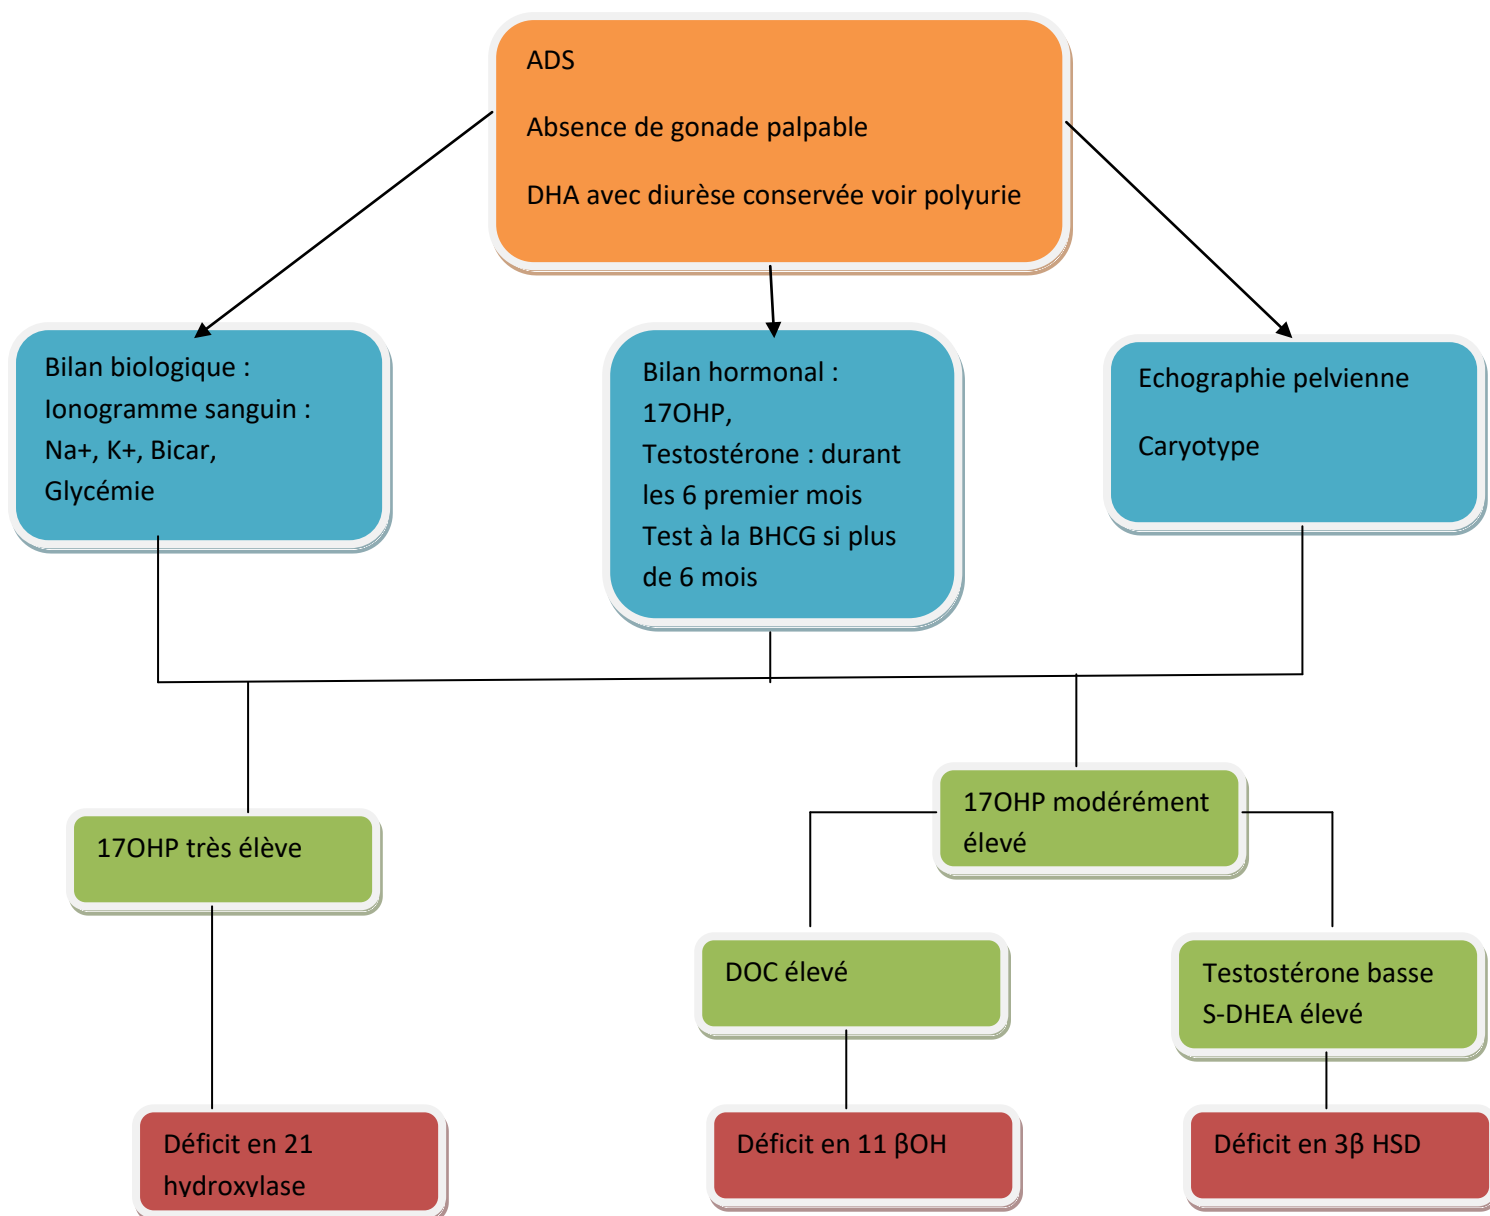 ADS
Absence de gonade palpable
DHA avec diurèse conservée voir polyurie
Bilan biologique :
Ionogramme sanguin :
Na+, K+, Bicar,
Glycémie
Bilan hormonal :
17OHP,
Testostérone : durant
les 6 premier mois
Test à la BHCG si plus
de 6 mois
Echographie pelvienne
Caryotype
17OHP très élève
17OHP modérément
élevé
DOC élevé
Testostérone basse
S-DHEA élevé
Déficit en 21
hydroxylase
Déficit en 11 βOH
Déficit en 3β HSD